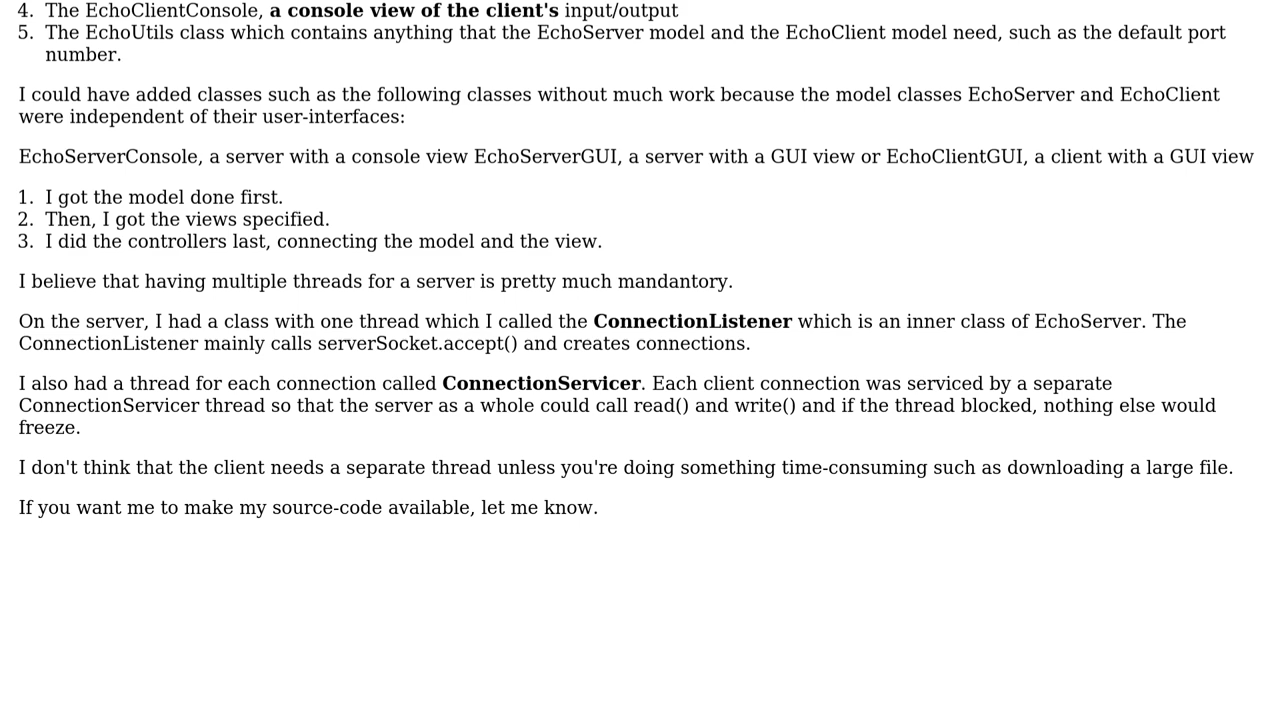 4. The EchoClientConsole, a console view of the client's input/output
5. The EchoUtils class which contains anything that the EchoServer model and the EchoClient model need, such as the default port
number.
I could have added classes such as the following classes without much work because the model classes EchoServer and EchoClient
were independent of their user-interfaces:
EchoServerConsole, a server with a console view EchoServerGUI, a server with a GUI view or EchoClientGUI, a client with a GUI view
1. I got the model done first.
2. Then, I got the views specified.
3. I did the controllers last, connecting the model and the view.
I believe that having multiple threads for a server is pretty much mandantory.
On the server, I had a class with one thread which I called the ConnectionListener which is an inner class of EchoServer. The
ConnectionListener mainly calls serverSocket.accept() and creates connections.
I also had a thread for each connection called ConnectionServicer. Each client connection was serviced by a separate
ConnectionServicer thread so that the server as a whole could call read() and write() and if the thread blocked, nothing else would
freeze.
I don't think that the client needs a separate thread unless you're doing something time-consuming such as downloading a large file.
If you want me to make my source-code available, let me know.